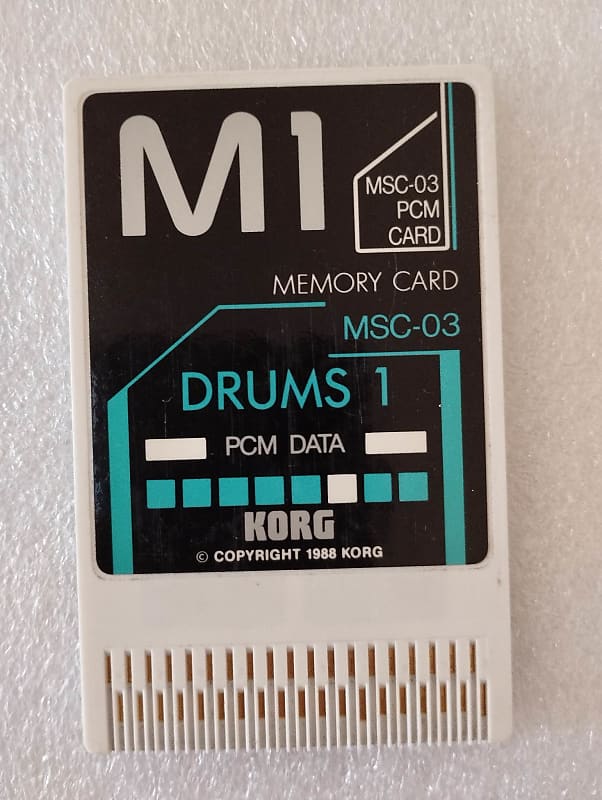 M1
MSC-03
PCM
CARD
MEMORY CARD
MSC-03
DRUMS 1
PCM DATA
KORG
© COPYRIGHT 1988 KORG